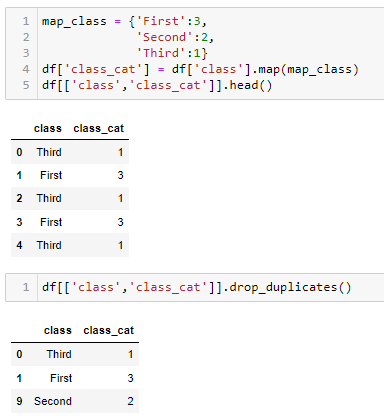 1 map_class = {'First':3,
2 'Second':2,
3 'Third':1}
4 df['class_cat'] = df['class'].map(map_class)
5 df[['class','class_cat']].head()
class class_cat
0 Third 1
1 First 3
2 Third 1
3 First 3
4 Third 1
1 df[['class','class_cat']].drop_duplicates()
class class_cat
0 Third 1
1 First 3
9 Second 2